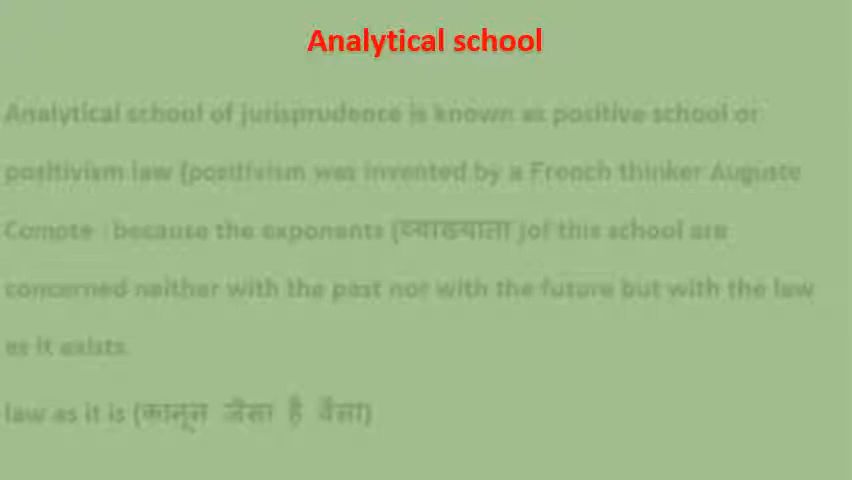 Analytical school
Analytical school of jurisprudence is known as positive school or
positivism law (positivism was invented by a French thinker Auguste
Comote : because the exponents (व्याख्याता )of this school are
concerned neither with the past nor with the future but with the law
as it exists.
law as it is (कानून जैसा है वैसा)